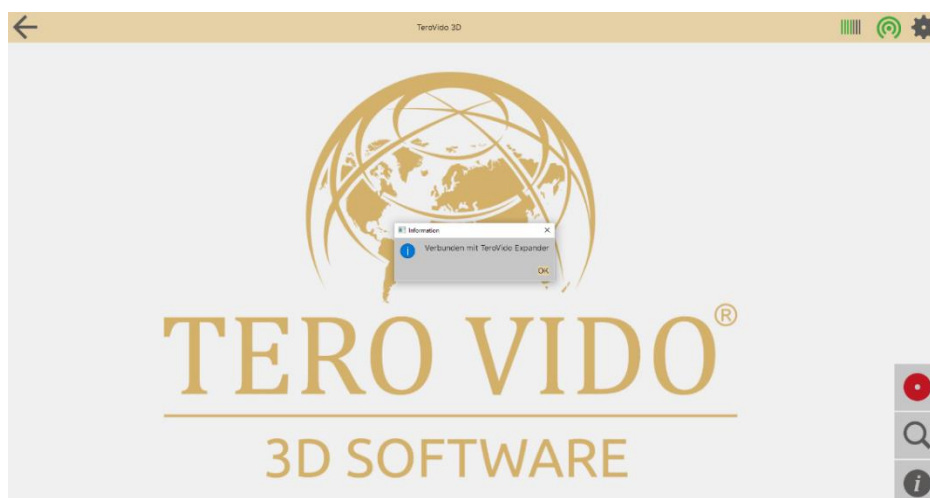 TeroVido 3D
Information
Verbunden mit TeroVido Expander
OK
TERO VIDO®
3D SOFTWARE